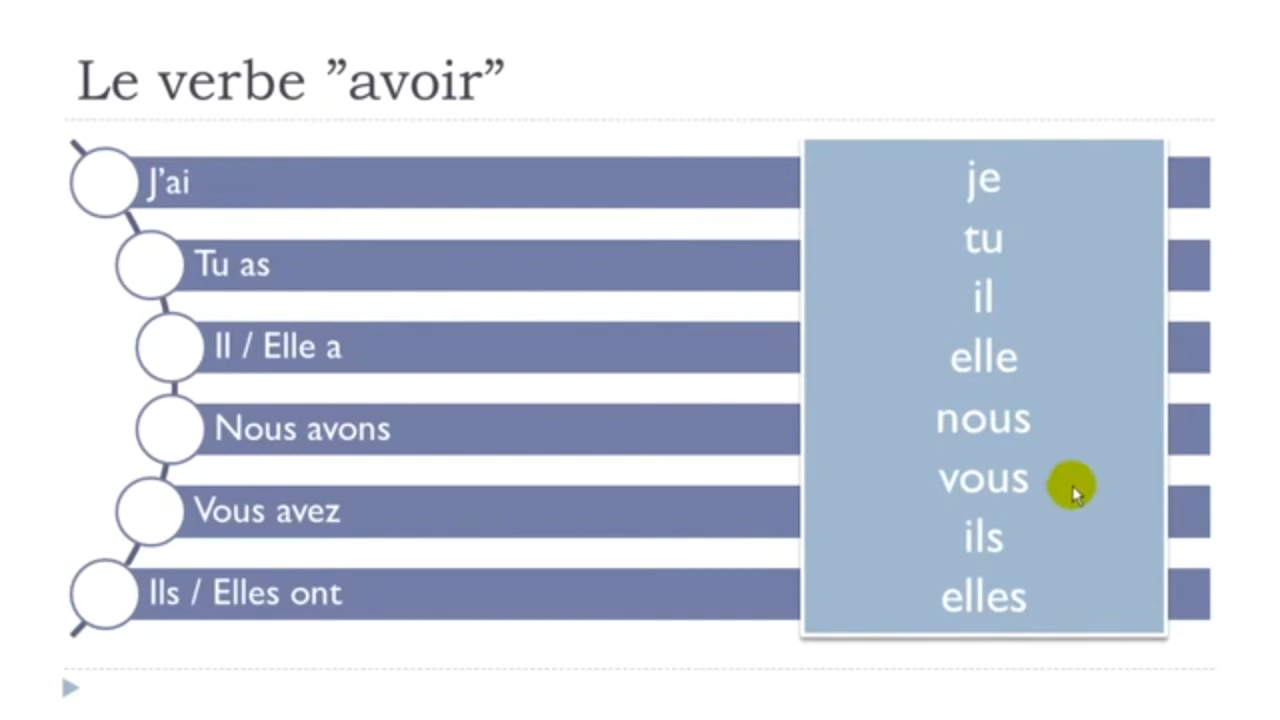 Le verbe ”avoir”
J’ai
Tu as
Il / Elle a
Nous avons
Vous avez
Ils / Elles ont
je
tu
il
elle
nous
vous
ils
elles